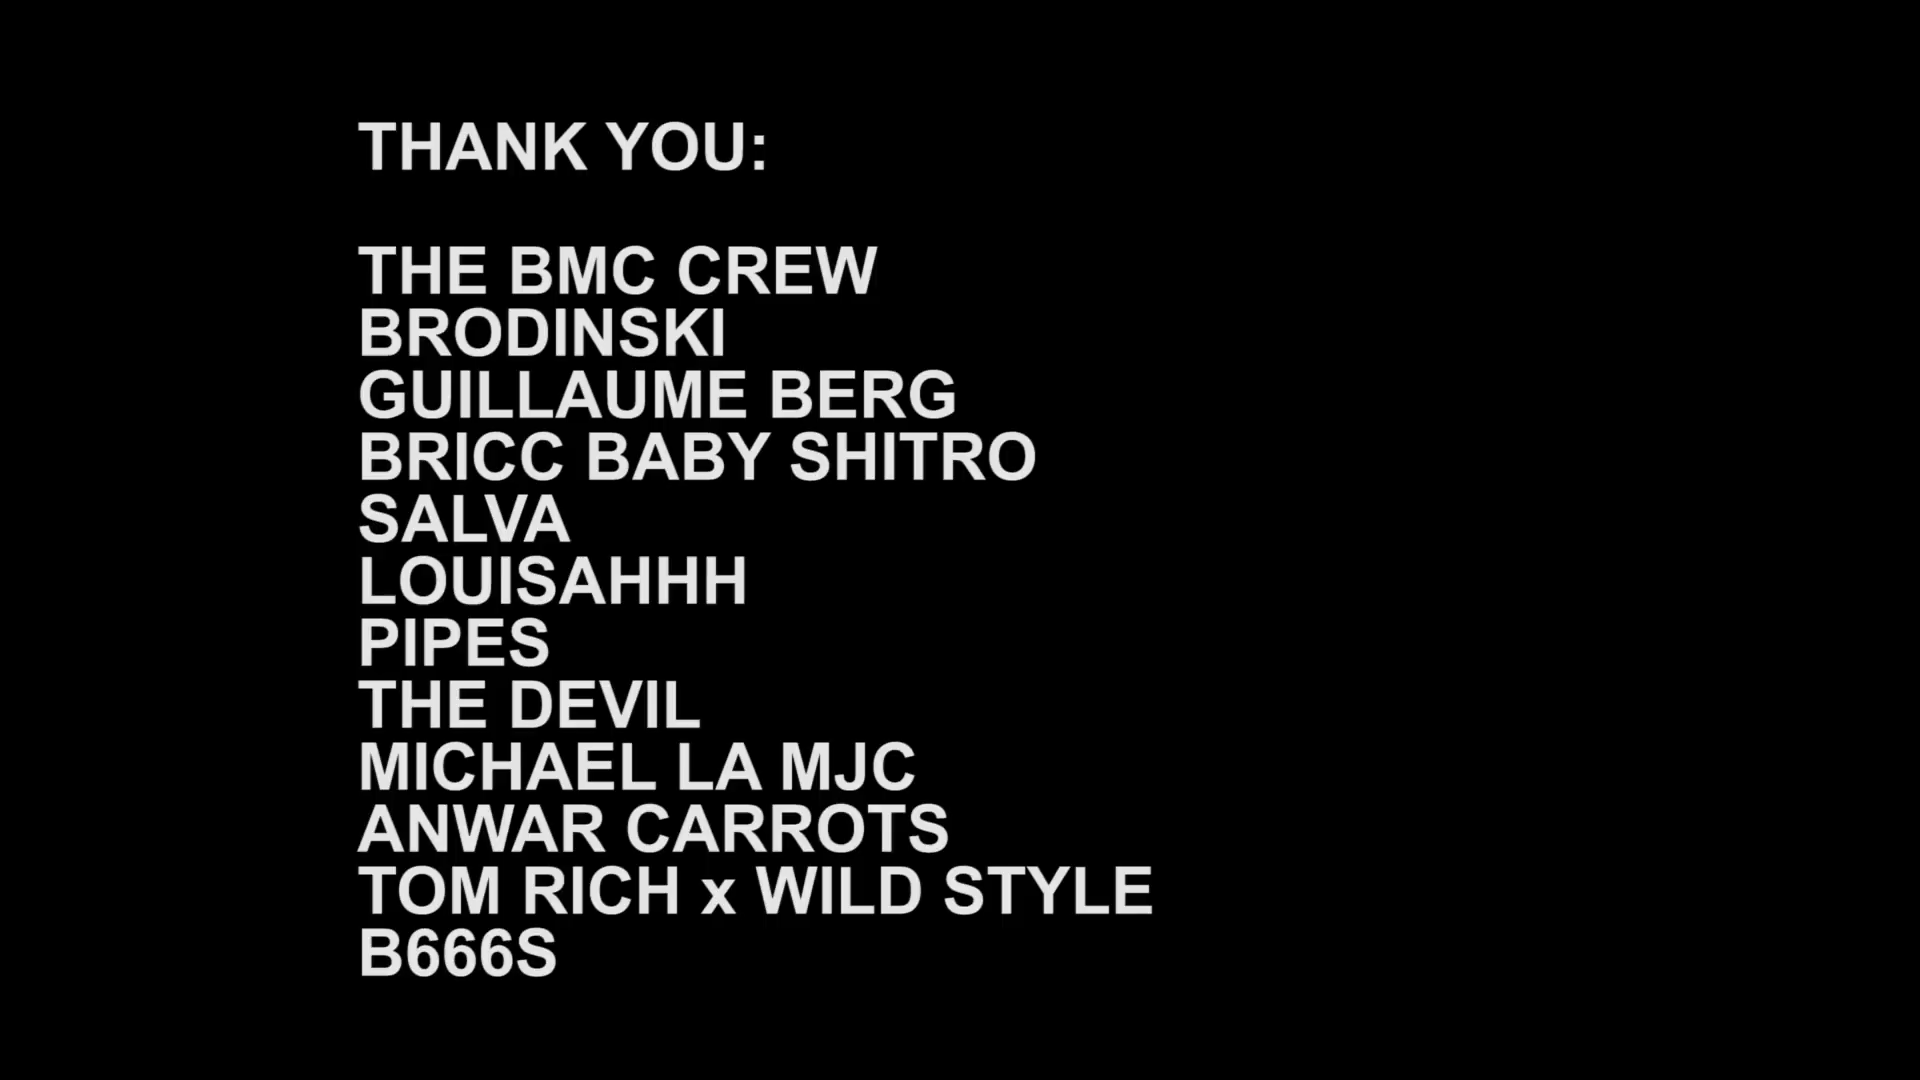 THANK YOU:
THE BMC CREW
BRODINSKI
GUILLAUME BERG
BRICC BABY SHITRO
SALVA
LOUISAHHH
PIPES
THE DEVIL
MICHAEL LA MJC
ANWAR CARROTS
TOM RICH x WILD STYLE
B666S